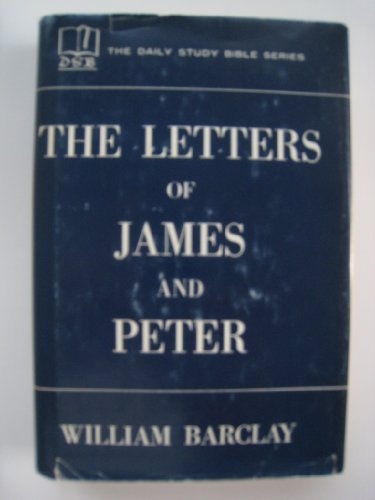 DSB
THE DAILY STUDY BIBLE SERIES
THE LETTERS
OF
JAMES
AND
PETER
WILLIAM BARCLAY